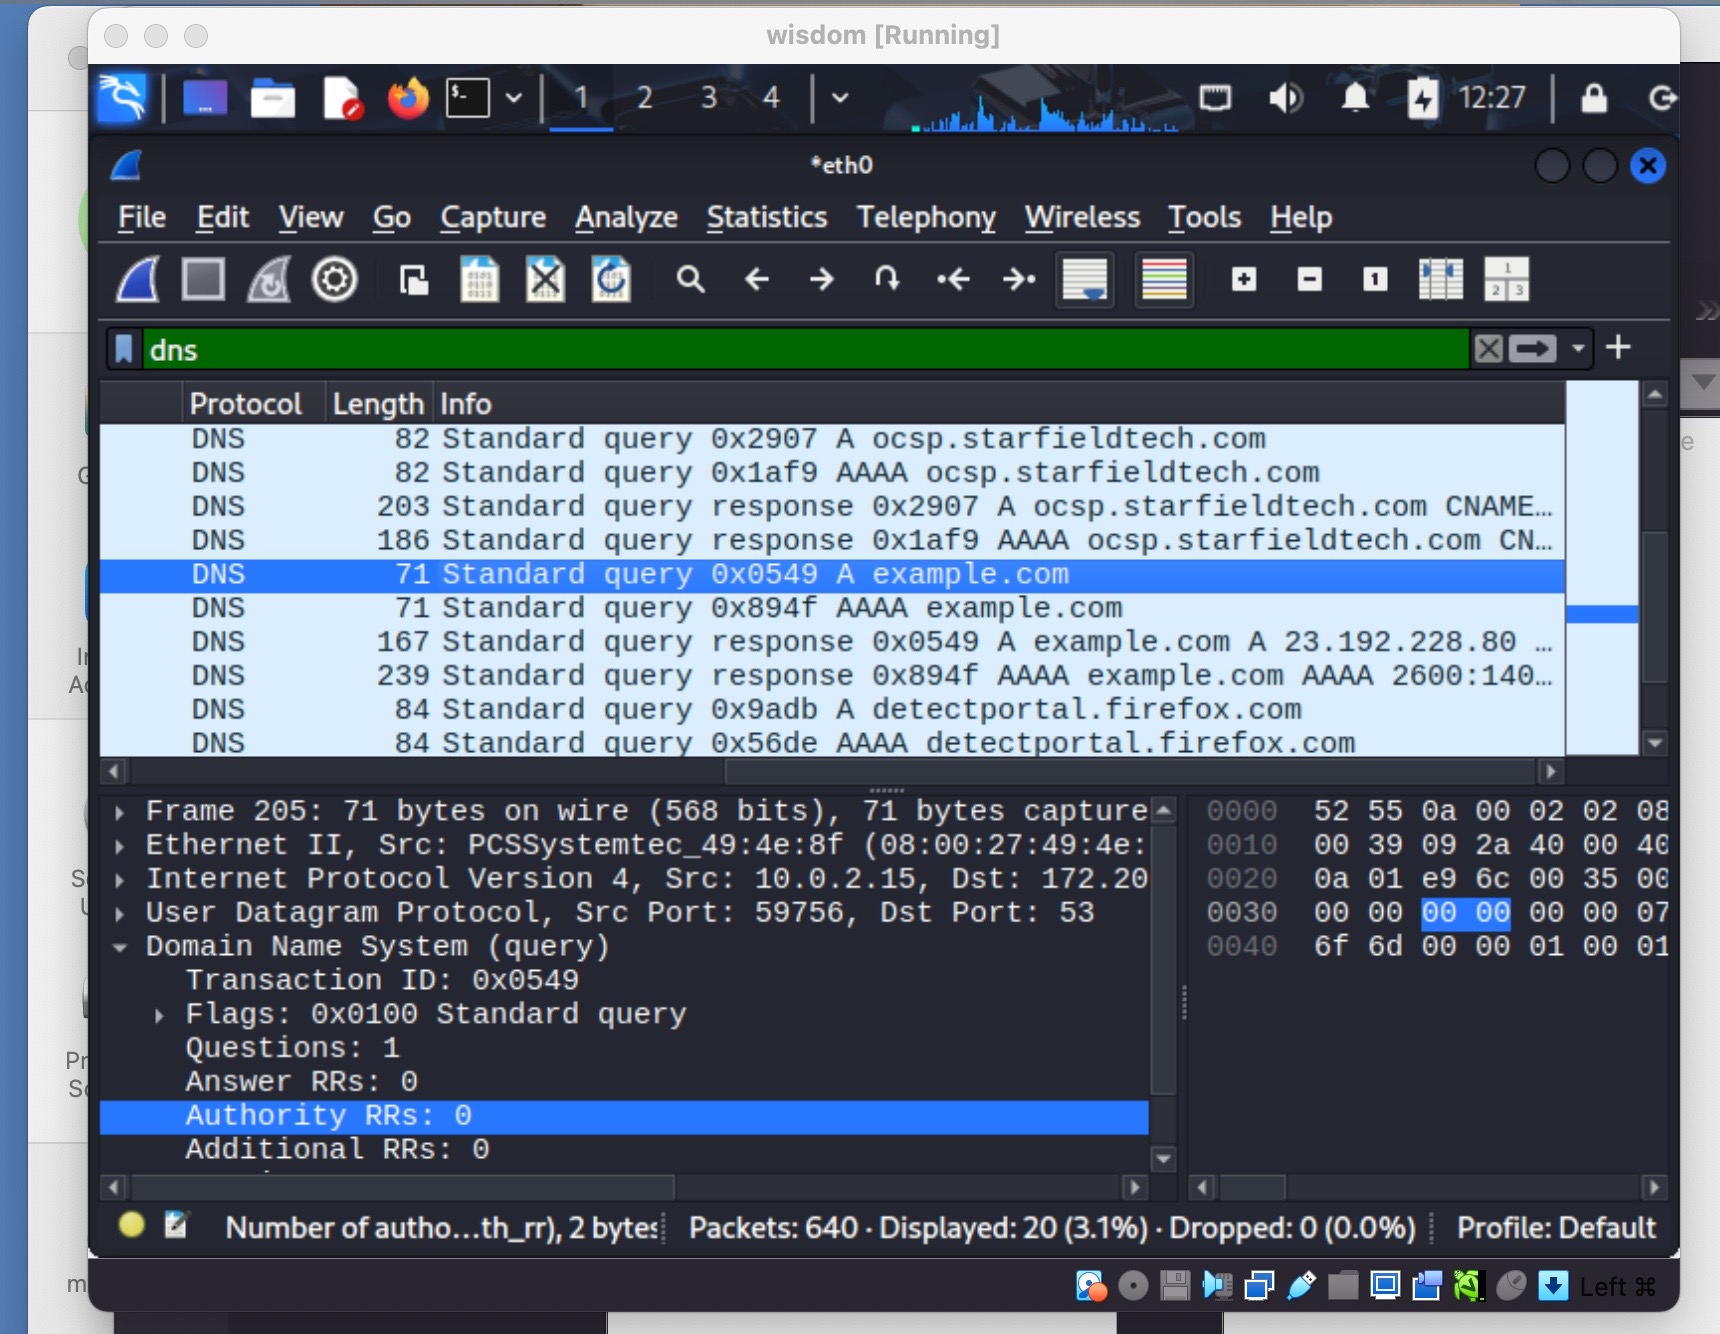 wisdom [Running]
1 2 3 4 12:27
*eth0
File Edit View Go Capture Analyze Statistics Telephony Wireless Tools Help
dns
Protocol Length Info
DNS 82 Standard query 0x2907 A ocsp.starfieldtech.com
DNS 82 Standard query 0x1af9 AAAA ocsp.starfieldtech.com
DNS 203 Standard query response 0x2907 A ocsp.starfieldtech.com CNAME…
DNS 186 Standard query response 0x1af9 AAAA ocsp.starfieldtech.com CN…
DNS 71 Standard query 0x0549 A example.com
DNS 71 Standard query 0x894f AAAA example.com
DNS 167 Standard query response 0x0549 A example.com A 23.192.228.80 …
DNS 239 Standard query response 0x894f AAAA example.com AAAA 2600:140…
DNS 84 Standard query 0x9adb A detectportal.firefox.com
DNS 84 Standard query 0x56de AAAA detectportal.firefox.com
Frame 205: 71 bytes on wire (568 bits), 71 bytes capture
Ethernet II, Src: PCSSystemtec_49:4e:8f (08:00:27:49:4e:
Internet Protocol Version 4, Src: 10.0.2.15, Dst: 172.20
User Datagram Protocol, Src Port: 59756, Dst Port: 53
Domain Name System (query)
Transaction ID: 0x0549
Flags: 0x0100 Standard query
Questions: 1
Answer RRs: 0
Authority RRs: 0
Additional RRs: 0
0000 52 55 0a 00 02 02 08
0010 00 39 09 2a 40 00 40
0020 0a 01 e9 6c 00 35 00
0030 00 00 00 00 00 00 07
0040 6f 6d 00 00 01 00 01
Number of autho…th_rr), 2 bytes Packets: 640 · Displayed: 20 (3.1%) · Dropped: 0 (0.0%) Profile: Default
Left ⌘